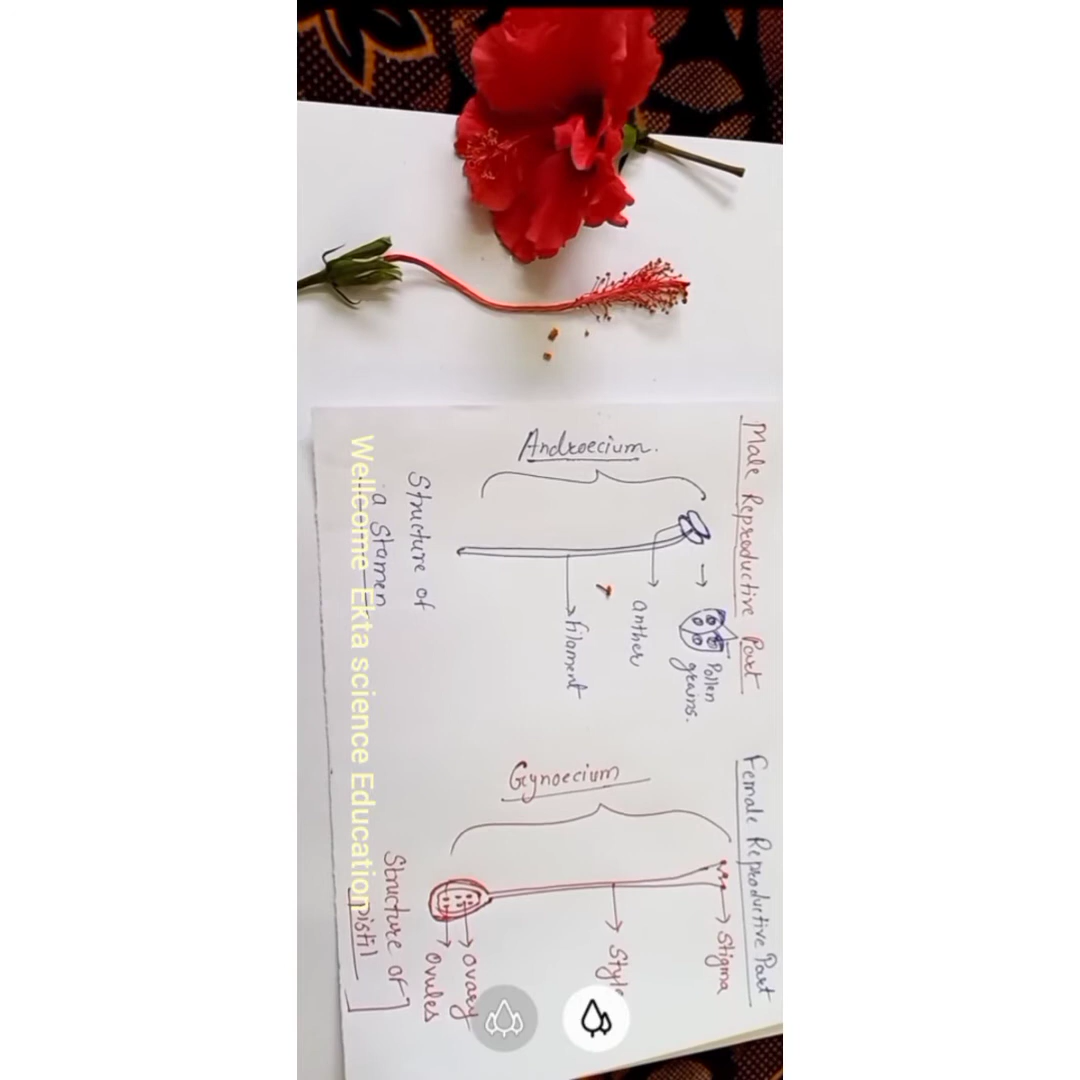 Male Reproductive Part
Androecium.
Pollen
grains.
anther
filament
Structure of
a Stamen
Female Reproductive Part
Gynoecium
Stigma
Style
ovary
ovules
Structure of
Pistil
Wellcome Ekta science Education